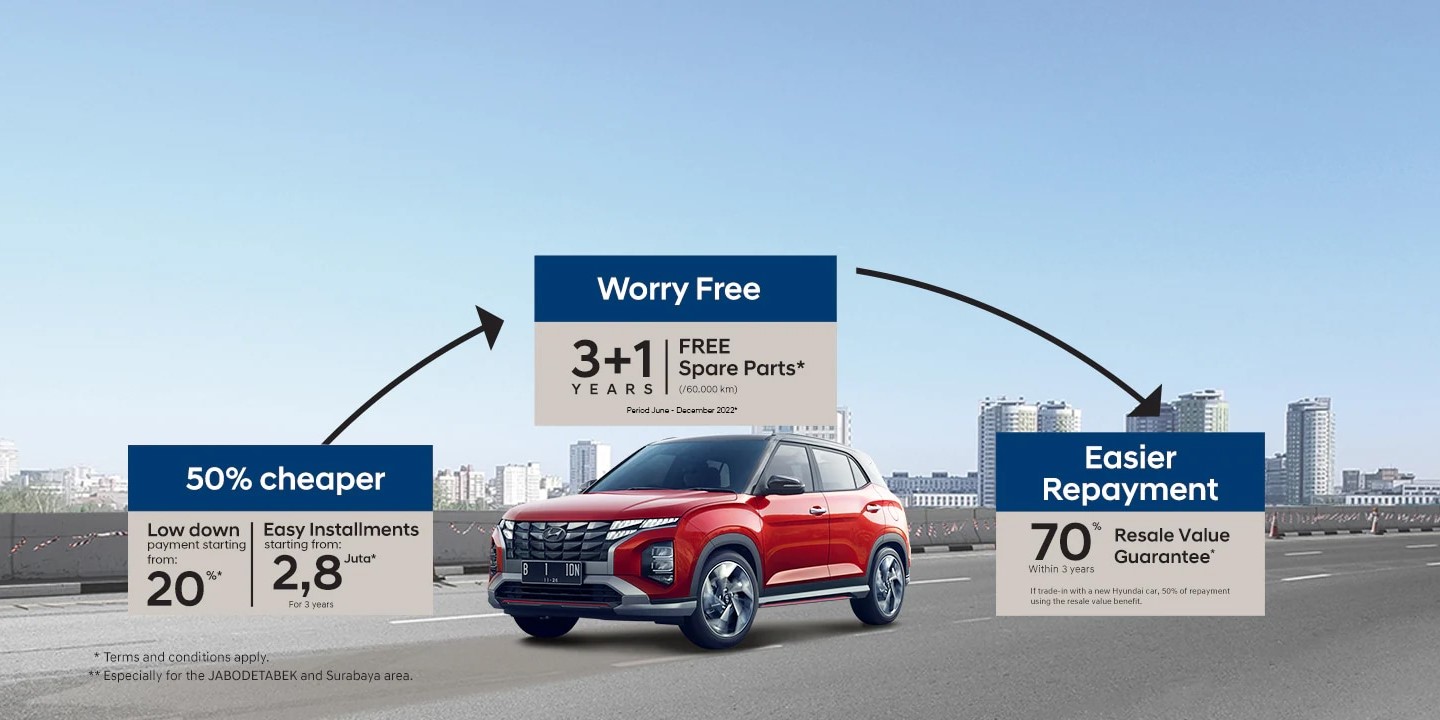 Worry Free
3+1
YEARS
FREE
Spare Parts*
(/60.000 km)
Period June - December 2022*
50% cheaper
Low down
payment starting
from:
20%*
Easy Installments
starting from:
2,8 Juta*
For 3 years
Easier
Repayment
70%
Within 3 years
Resale Value
Guarantee*
If trade-in with a new Hyundai car, 50% of repayment
using the resale value benefit.
B 1 ION
11·26
* Terms and conditions apply.
** Especially for the JABODETABEK and Surabaya area.